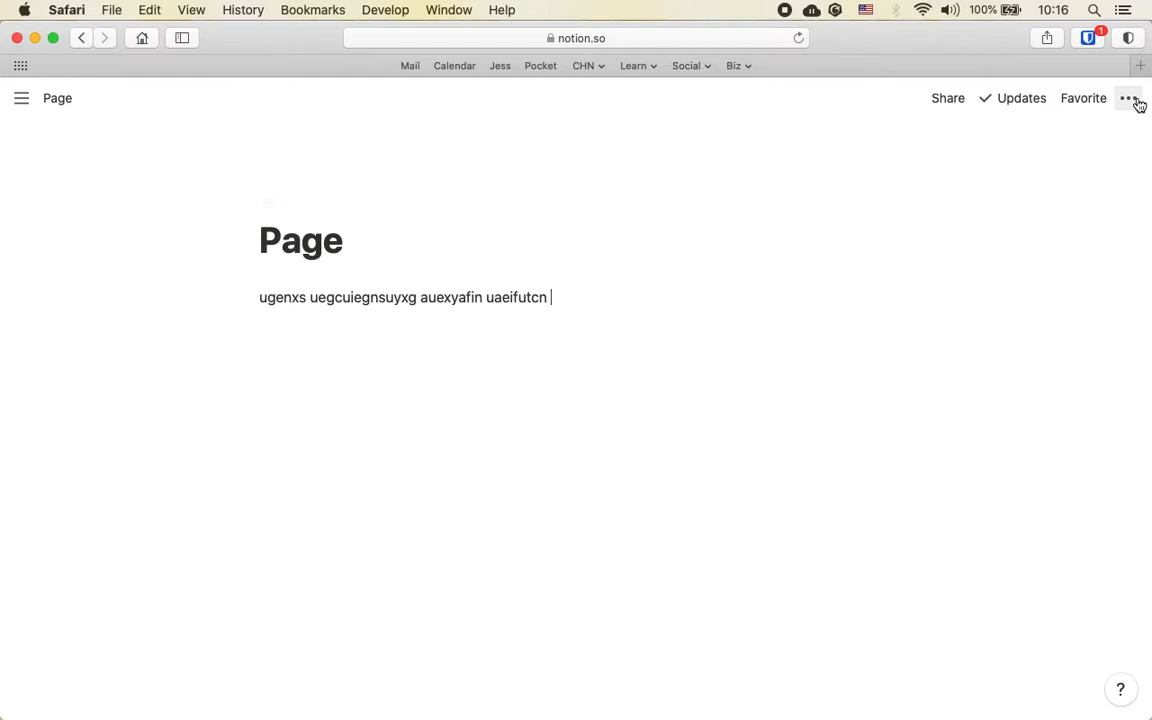 Safari File Edit View History Bookmarks Develop Window Help 100% 10:16
notion.so 1
Mail Calendar Jess Pocket CHN Learn Social Biz
Page Share Updates Favorite
Page
ugenxs uegcuiegnsuyxg auexyafin uaeifutcn
?